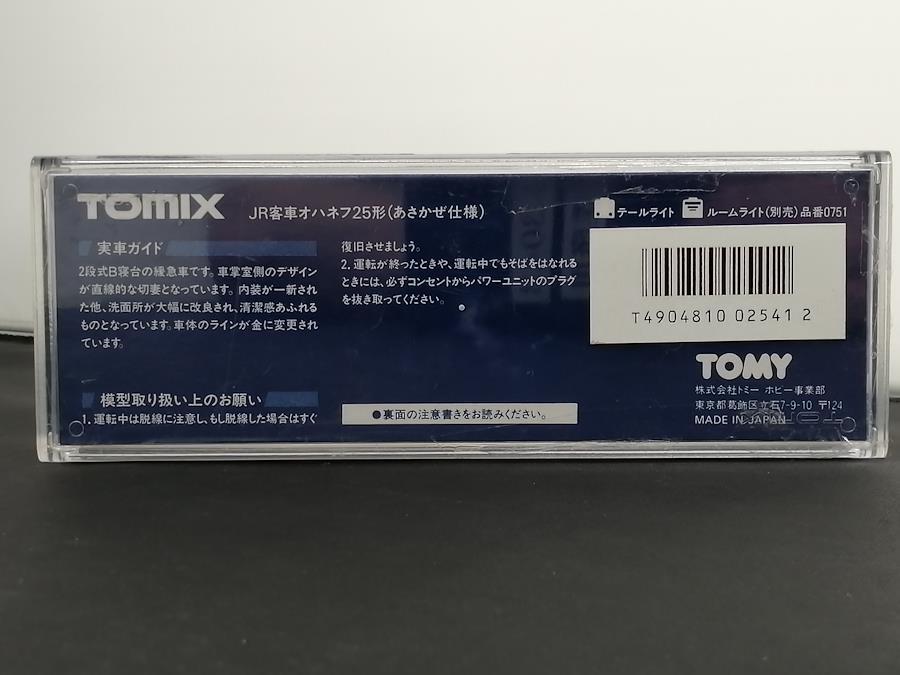 TOMIX JR客車オハネフ25形(あさかぜ仕様)
テールライト ルームライト(別売)品番0751
実車ガイド
2段式B寝台の緩急車です。車掌室側のデザイン
が直線的な切妻となっています。内装が一新され
た他、洗面所が大幅に改良され、清潔感あふれる
ものとなっています。車体のラインが金に変更され
ています。
模型取り扱い上のお願い
1. 運転中は脱線に注意し、もし脱線した場合はすぐ
復旧させましょう。
2. 運転が終ったときや、運転中でもそばをはなれる
ときには、必ずコンセントからパワーユニットのプラグ
を抜き取ってください。
●裏面の注意書きをお読みください。
T4904810 02541 2
TOMY
株式会社トミー ホビー事業部
東京都葛飾区立石7-9-10 〒124
MADE IN JAPAN